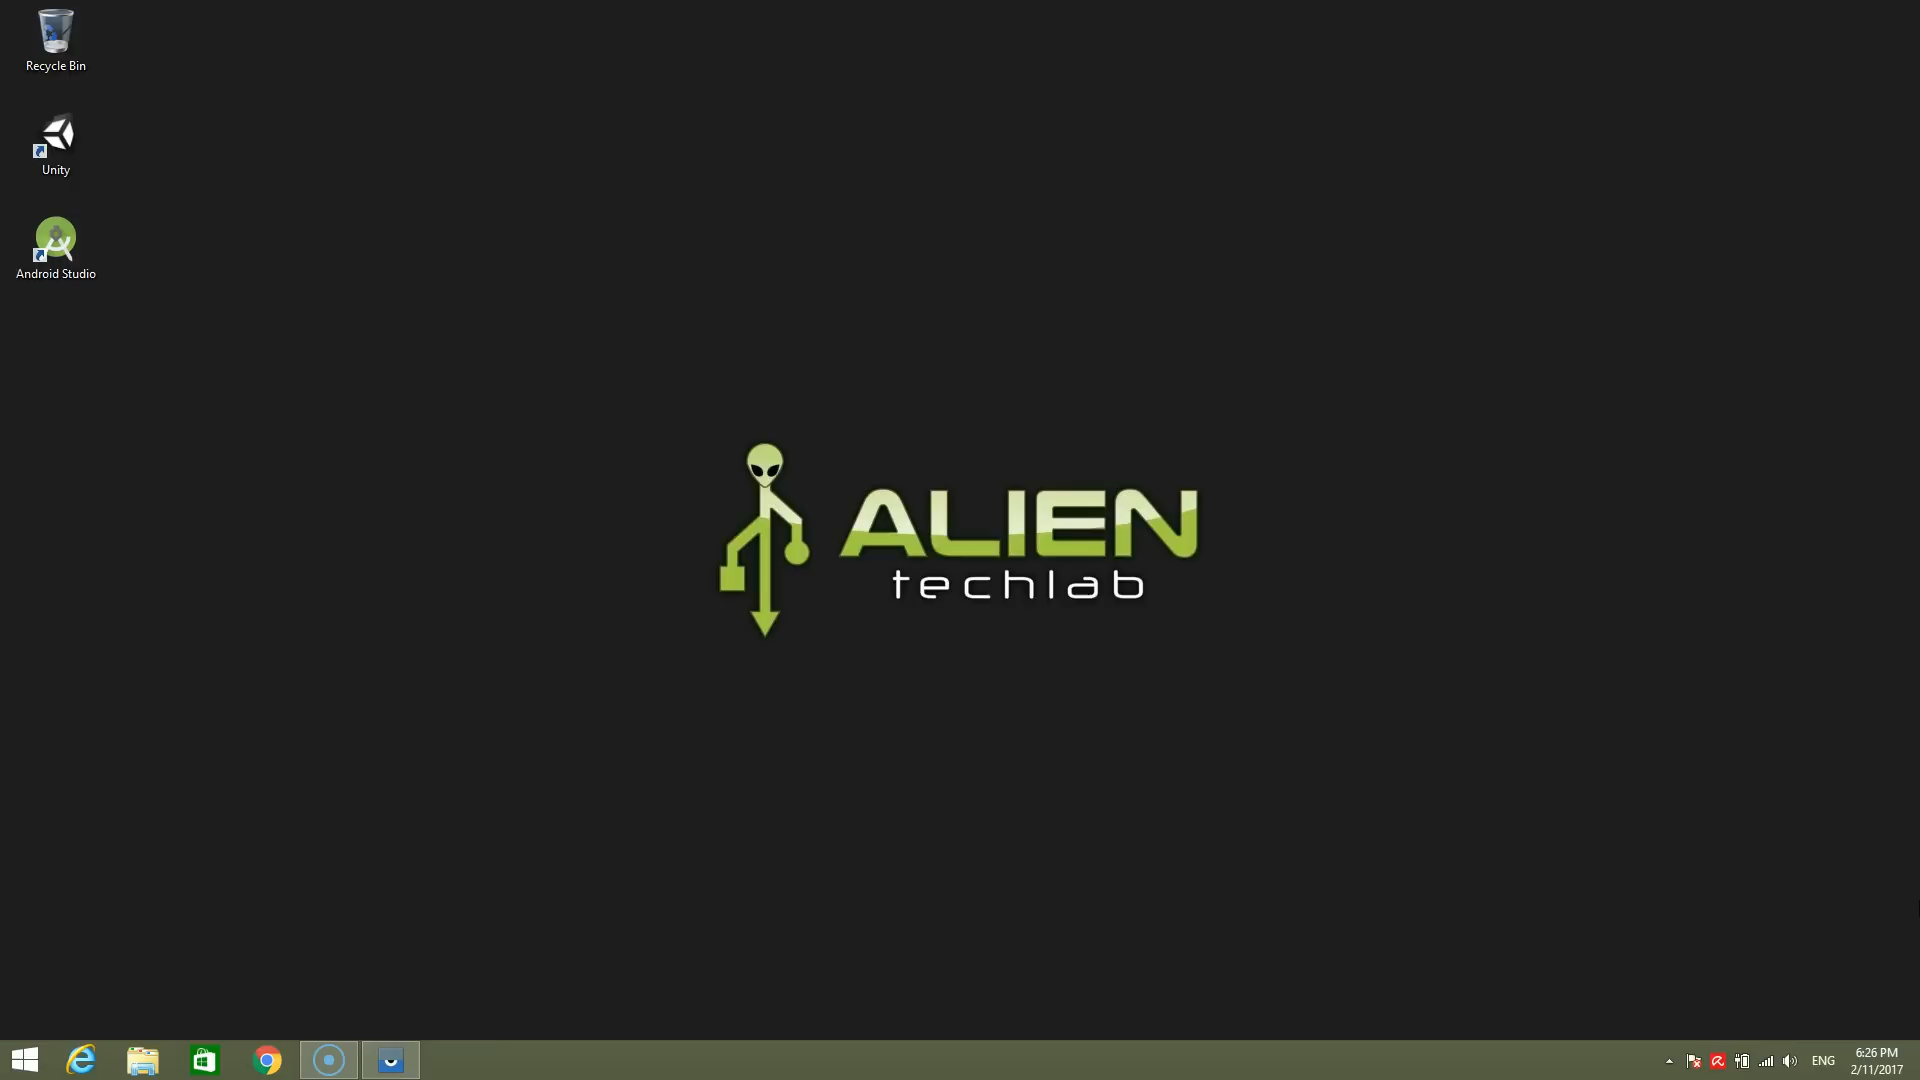 Recycle Bin
Unity
Android Studio
ALIEN
techlab
ENG
6:26 PM
2/11/2017